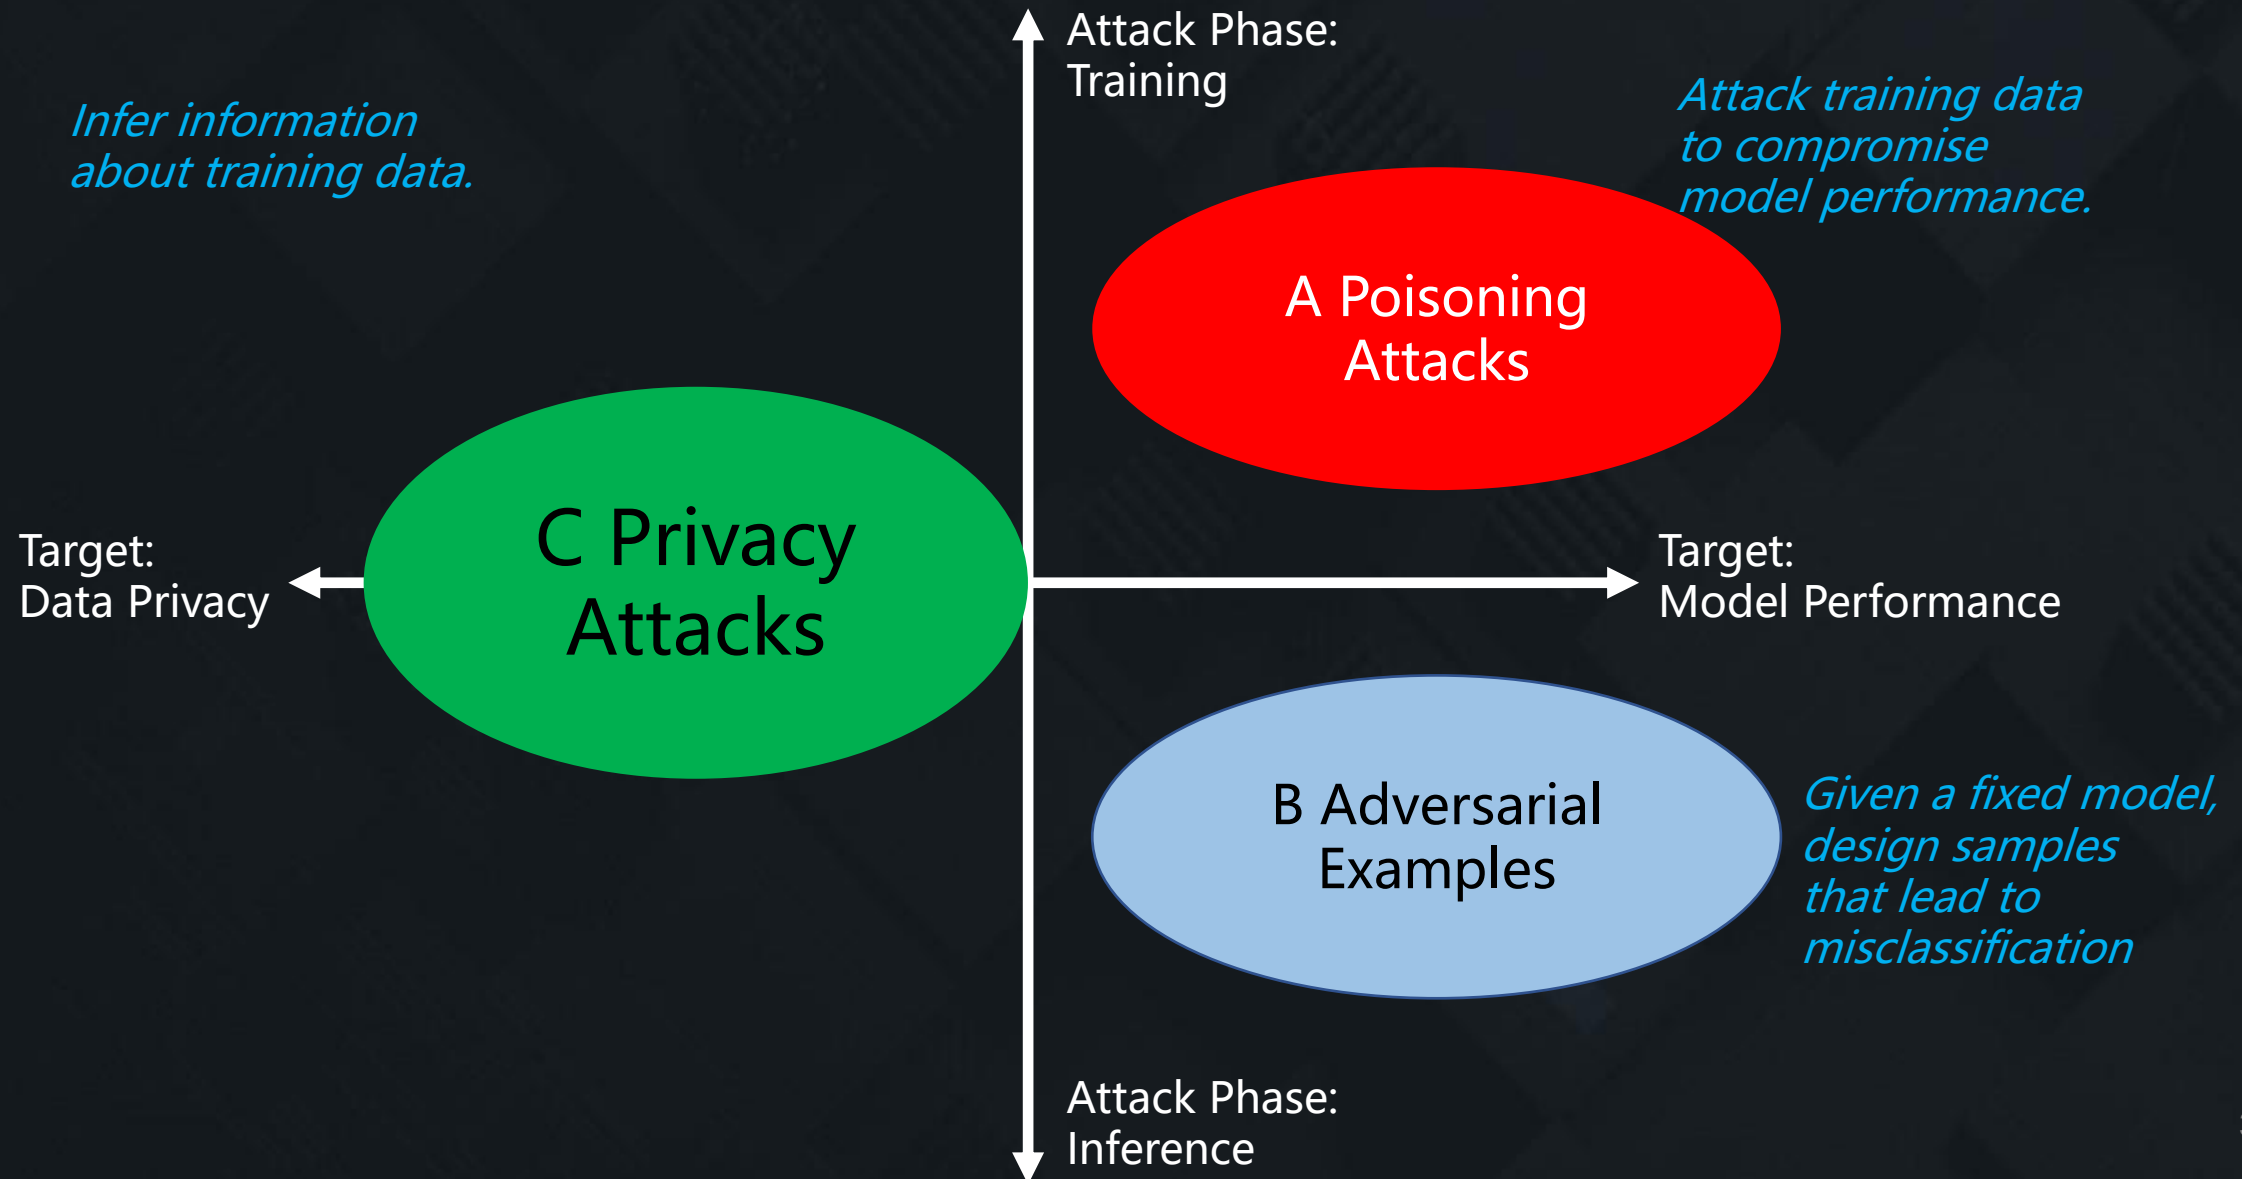 Attack Phase:
Training
Infer information
about training data.
Attack training data
to compromise
model performance.
A Poisoning
Attacks
C Privacy
Attacks
Target:
Data Privacy
Target:
Model Performance
B Adversarial
Examples
Given a fixed model,
design samples
that lead to
misclassification
Attack Phase:
Inference